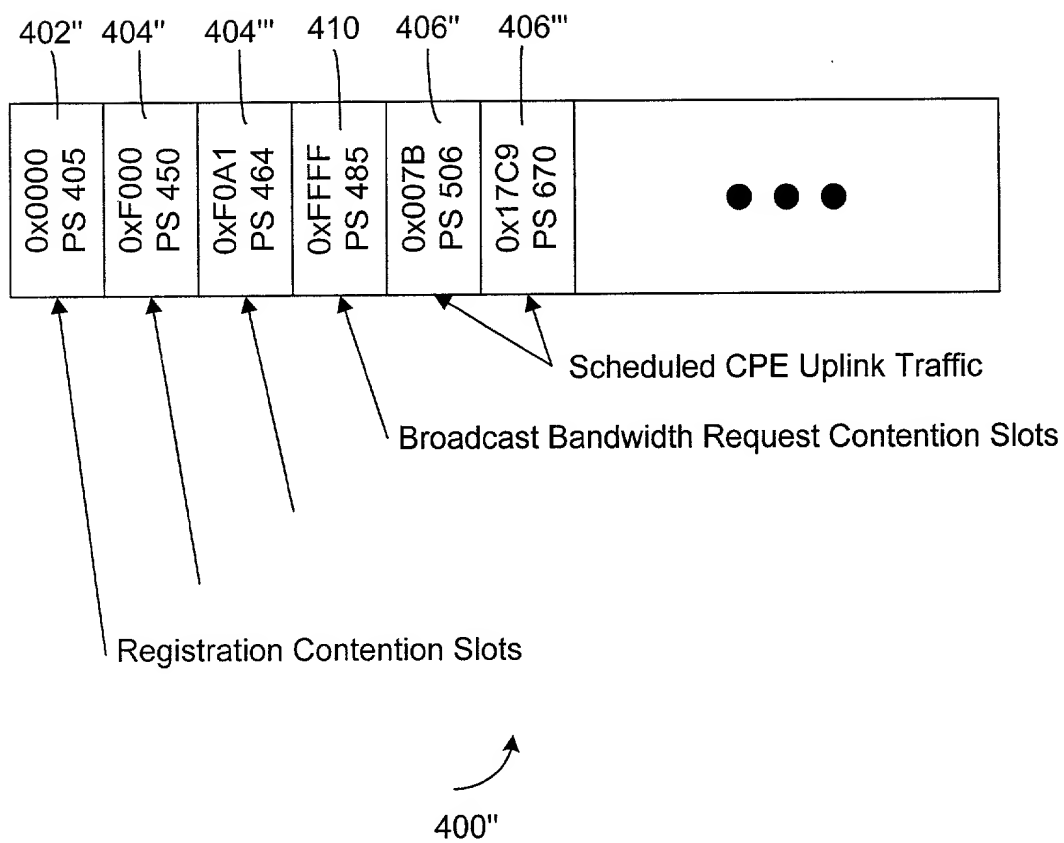 402" 404" 404''' 410 406" 406'''
0x0000
PS 405
0xF000
PS 450
0xF0A1
PS 464
0xFFFF
PS 485
0x007B
PS 506
0x17C9
PS 670
Scheduled CPE Uplink Traffic
Broadcast Bandwidth Request Contention Slots
Registration Contention Slots
400"